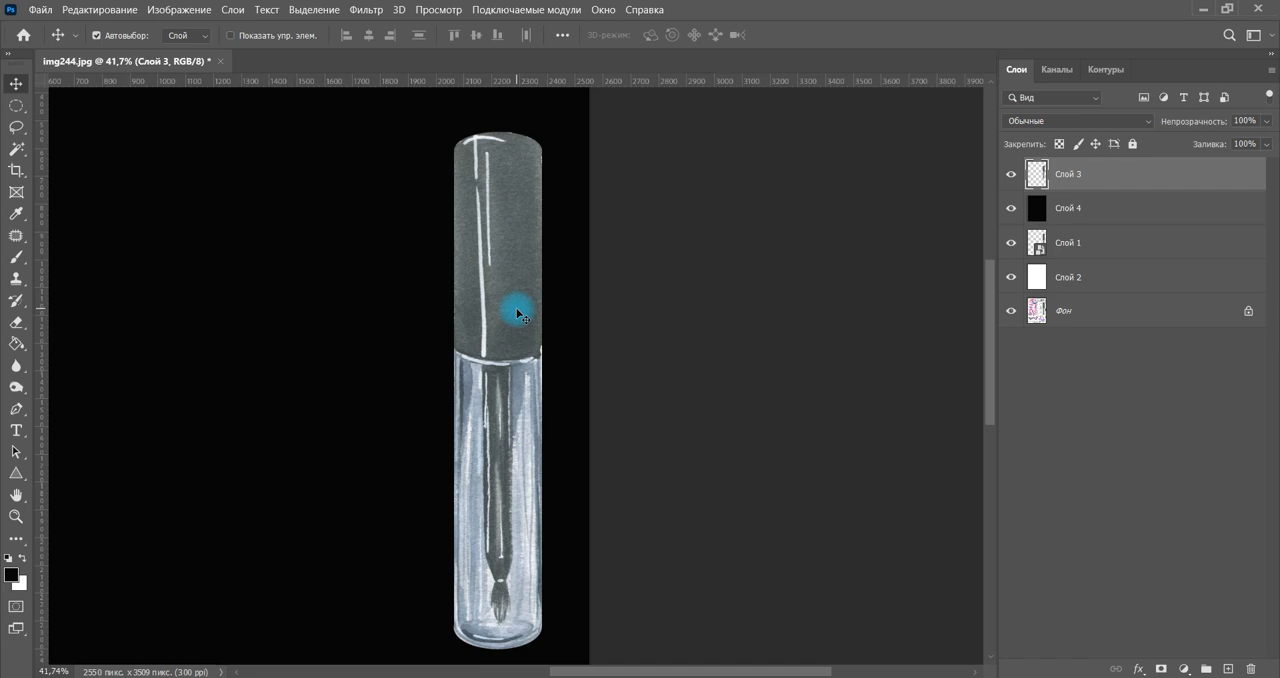 Ps Файл Редактирование Изображение Слои Текст Выделение Фильтр 3D Просмотр Подключаемые модули Окно Справка
Автовыбор: Слой Показать упр. элем. 3D-режим:
img244.jpg @ 41,7% (Слой 3, RGB/8) *
600 700 800 900 1000 1100 1200 1300 1400 1500 1600 1700 1800 1900 2000 2100 2200 2300 2400 2500 2600 2700 2800 2900 3000 3100 3200 3300 3400 3500 3600 3700 3800 3900
Слои Каналы Контуры
Вид
Обычные Непрозрачность: 100%
Закрепить: Заливка: 100%
Слой 3
Слой 4
Слой 1
Слой 2
Фон
41,74% 2550 пикс. x 3509 пикс. (300 ppi)